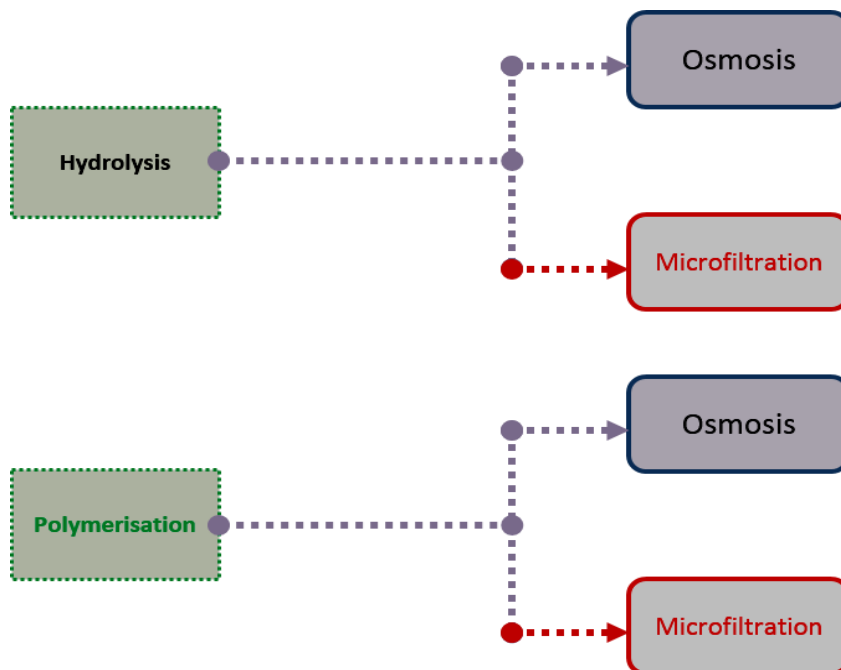 Osmosis
Hydrolysis
Microfiltration
Osmosis
Polymerisation
Microfiltration